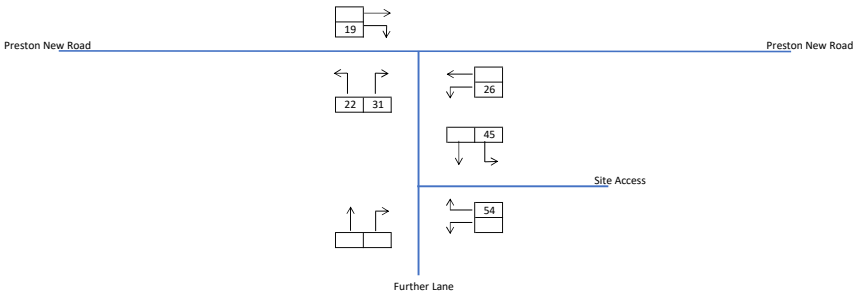 19
Preston New Road Preston New Road
26
22 31
45
Site Access
54
Further Lane